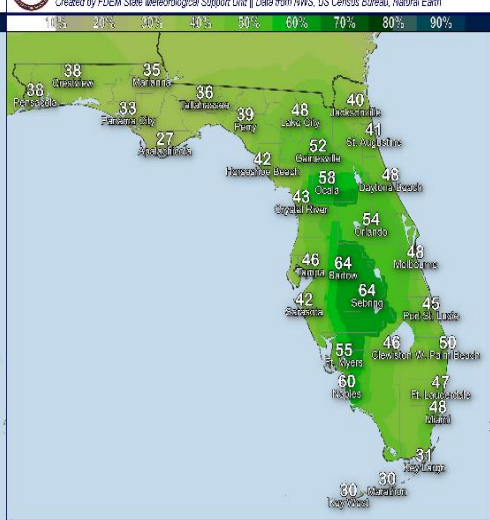 Created by FDEM State Meteorological Support Unit || Data from NWS, US Census Bureau, Natural Earth
10% 20% 30% 40% 50% 60% 70% 80% 90%
38
Crestview
35
Marianna
38
Pensacola
36
Tallahassee
33
Panama City
39
Perry
48
Lake City
40
Jacksonville
27
Apalachicola
41
St. Augustine
52
Gainesville
42
Horseshoe Beach
58
Ocala
48
Daytona Beach
43
Crystal River
54
Orlando
46
Tampa
64
Bartow
48
Melbourne
42
Sarasota
64
Sebring
45
Port St. Lucie
55
Ft. Myers
46
Clewiston
50
W. Palm Beach
60
Naples
47
Ft. Lauderdale
48
Miami
31
Key Largo
30
Marathon
30
Key West